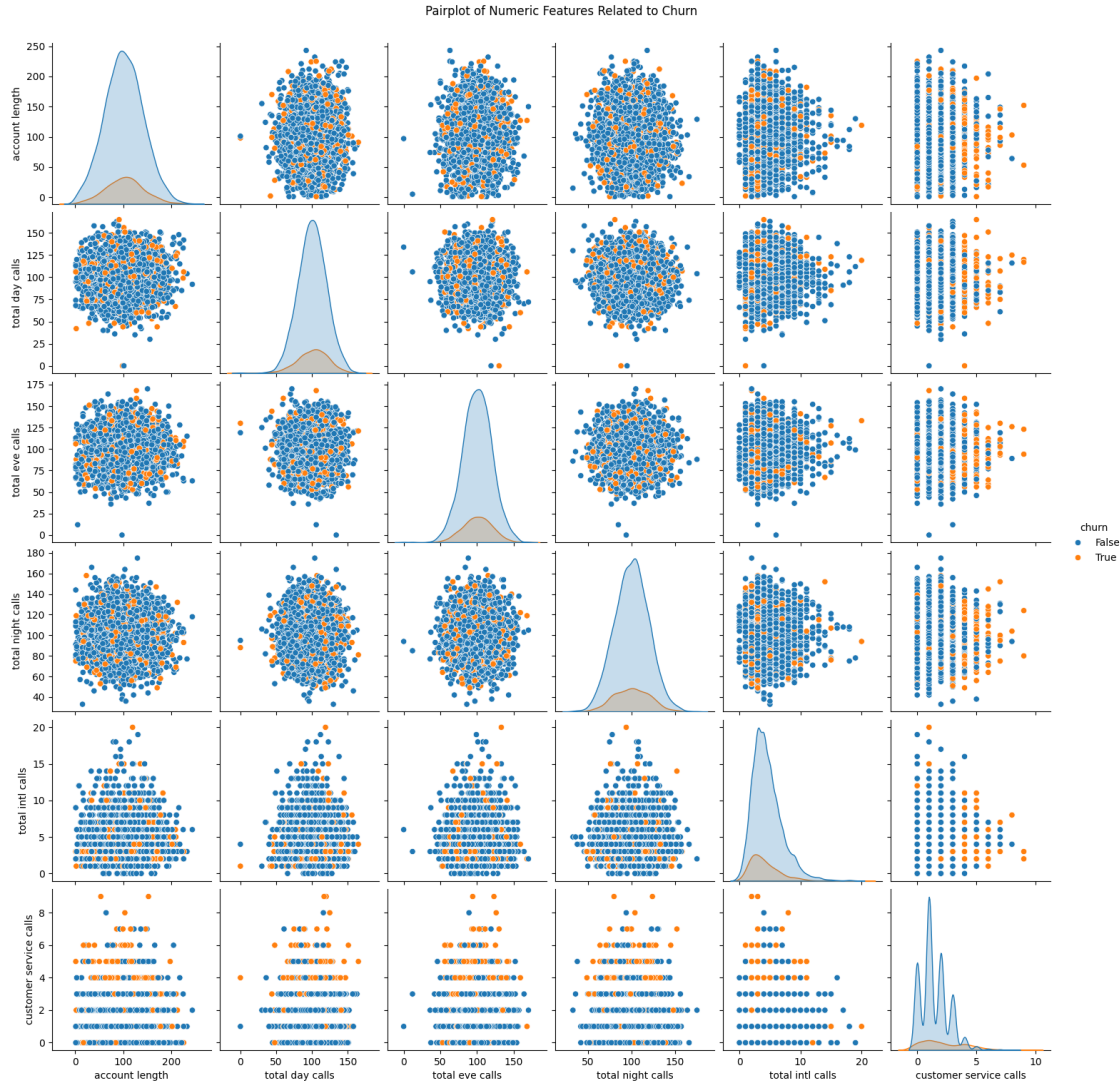 Pairplot of Numeric Features Related to Churn
250
200
150
100
50
0
account length
150
125
100
75
50
25
0
total day calls
175
150
125
100
75
50
25
0
total eve calls
churn
False
True
180
160
140
120
100
80
60
40
total night calls
20
15
10
5
0
total intl calls
8
6
4
2
0
customer service calls
0 100 200
0 50 100 150
0 50 100 150
50 100 150
0 10 20
0 5 10
account length
total day calls
total eve calls
total night calls
total intl calls
customer service calls